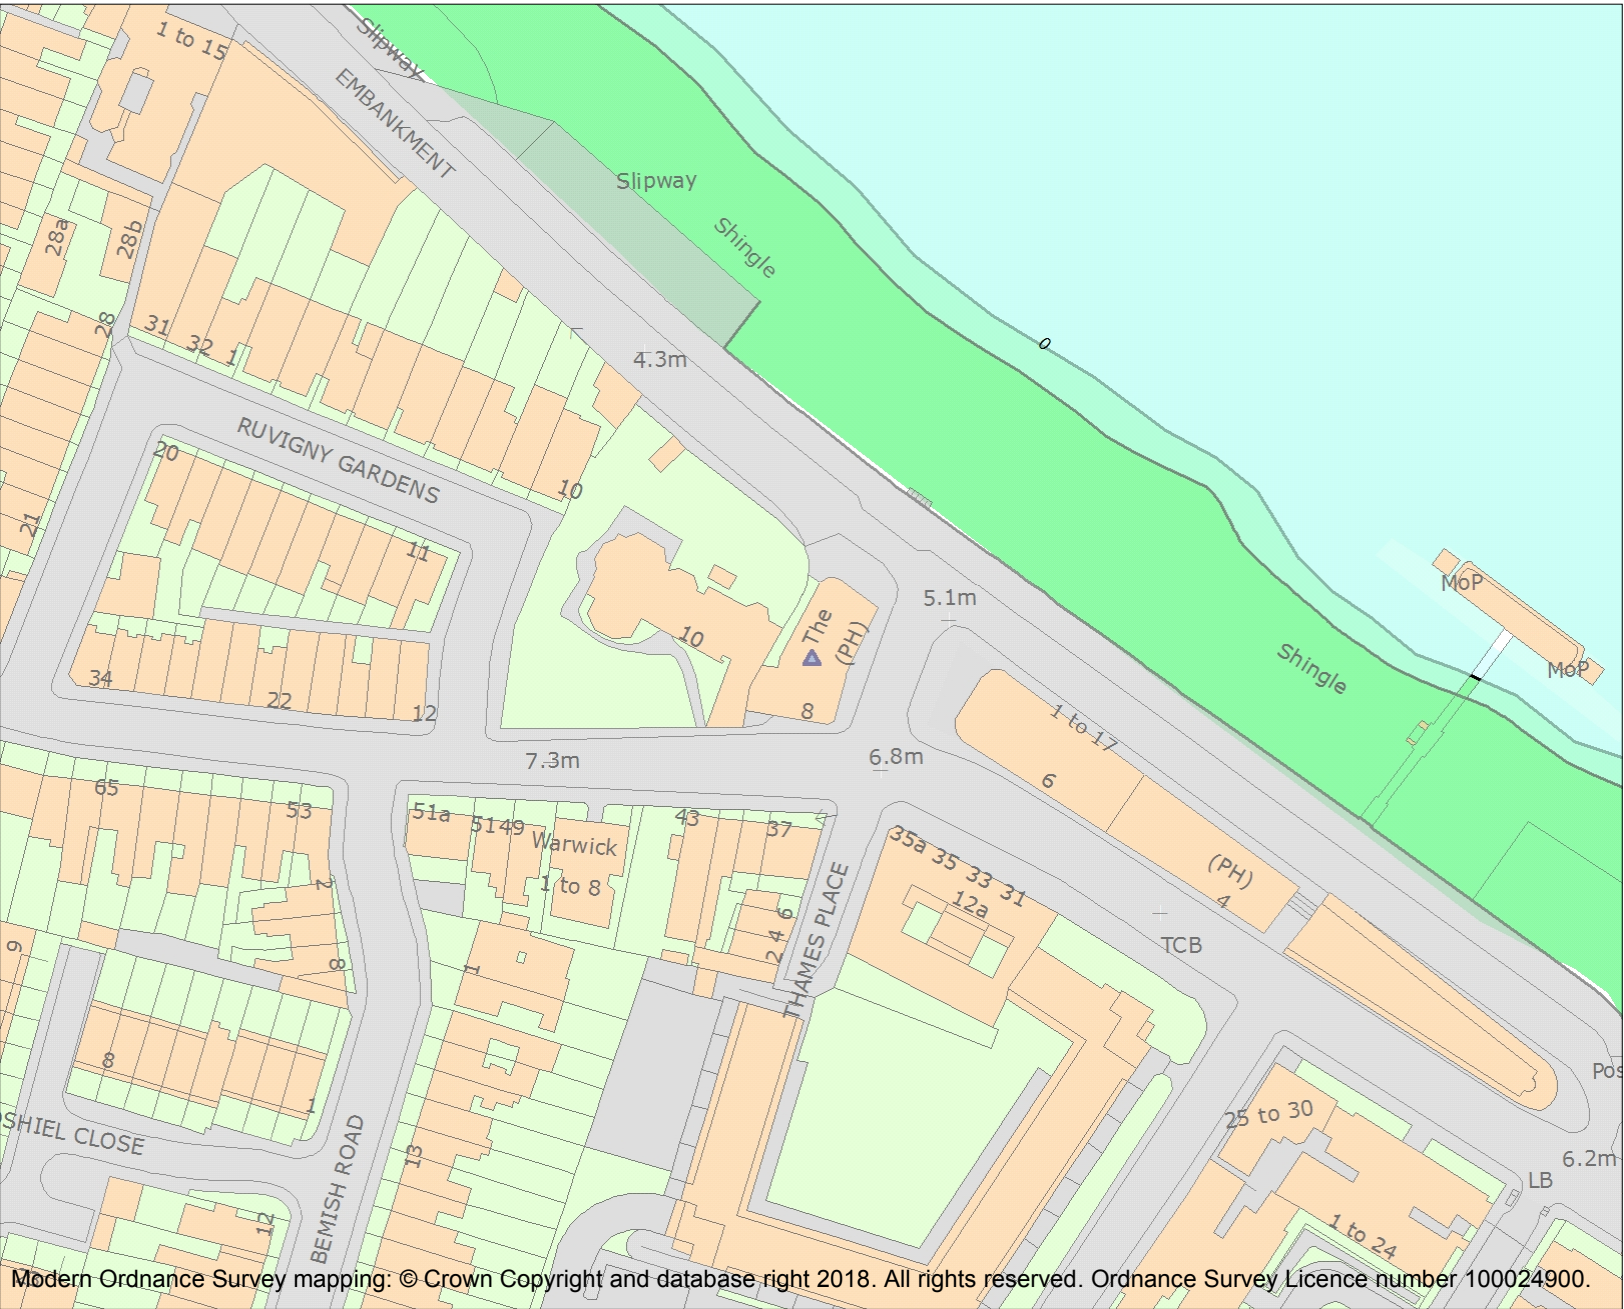 1 to 15
Slipway
EMBANKMENT
Slipway
Shingle
28a
28b
28
31
32
1
4.3m
0
RUVIGNY GARDENS
20
10
21
11
MoP
5.1m
The
(PH)
10
MoP
Shingle
34
22
12
8
1 to 17
7.3m
6.8m
6
65
53
51a
51
49
Warwick
1 to 8
43
37
35a
35
33
31
12a
(PH)
4
2
2
4
6
THAMES PLACE
TCB
9
8
1
8
1
Pos
25 to 30
OSHIEL CLOSE
BEMISH ROAD
13
6.2m
LB
12
1 to 24
Modern Ordnance Survey mapping: © Crown Copyright and database right 2018. All rights reserved. Ordnance Survey Licence number 100024900.